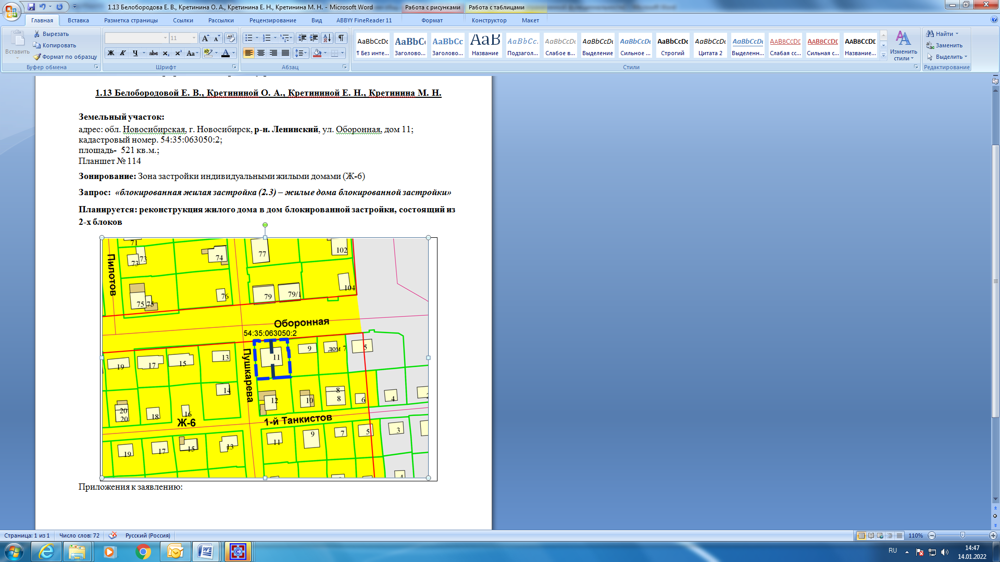 1.13 Белобородова Е. В., Кретинина О. А., Кретинина Е. Н., Кретинина М. Н. - Microsoft Word
Работа с рисунками
Работа с таблицами
Главная
Вставка
Разметка страницы
Ссылки
Рассылки
Рецензирование
Вид
ABBYY FineReader 11
Формат
Конструктор
Макет
Вставить
Вырезать
Копировать
Формат по образцу
Буфер обмена
11
Ж К Ч abc x₂ x² Aa
Шрифт
Абзац
AaBbCcDc AaBbC AaBbCc AaB AaBbCc. AaBbCcDc AaBbCcDc AaBbCcDc AaBbCcDc AaBbCcDc AaBbCcDc AABBCCDE AABBCCDE AABBCCDE
¶ Без инте... Заголово... Заголово... Название Подзагол... Слабое в... Выделение Сильное ... Строгий Цитата 2 Выделенн... Слабая сс... Сильная с... Название...
Стили
Изменить стили
Найти
Заменить
Выделить
Редактирование
1.13 Белобородовой Е. В., Кретининой О. А., Кретининой Е. Н., Кретинина М. Н.
Земельный участок:
адрес: обл. Новосибирская, г. Новосибирск, р-н. Ленинский, ул. Оборонная, дом 11;
кадастровый номер. 54:35:063050:2;
площадь- 521 кв.м.;
Планшет № 114
Зонирование: Зона застройки индивидуальными жилыми домами (Ж-6)
Запрос: «блокированная жилая застройка (2.3) – жилые дома блокированной застройки»
Планируется: реконструкция жилого дома в дом блокированной застройки, состоящий из
2-х блоков
71
73 73
74
77
102
Пилотов
75 75
76
79
79/1
104
Оборонная
54:35:063050:2
19
17
15
13
Пушкарева
11
9
дом 7
5
14
12
10
8
8
6
4
20
20
18
16
Ж-6
1-й Танкистов
19
17
15
13
11
9
7
5
3
Приложения к заявлению:
Страница: 1 из 1
Число слов: 72
Русский (Россия)
110%
RU
14:47
14.01.2022